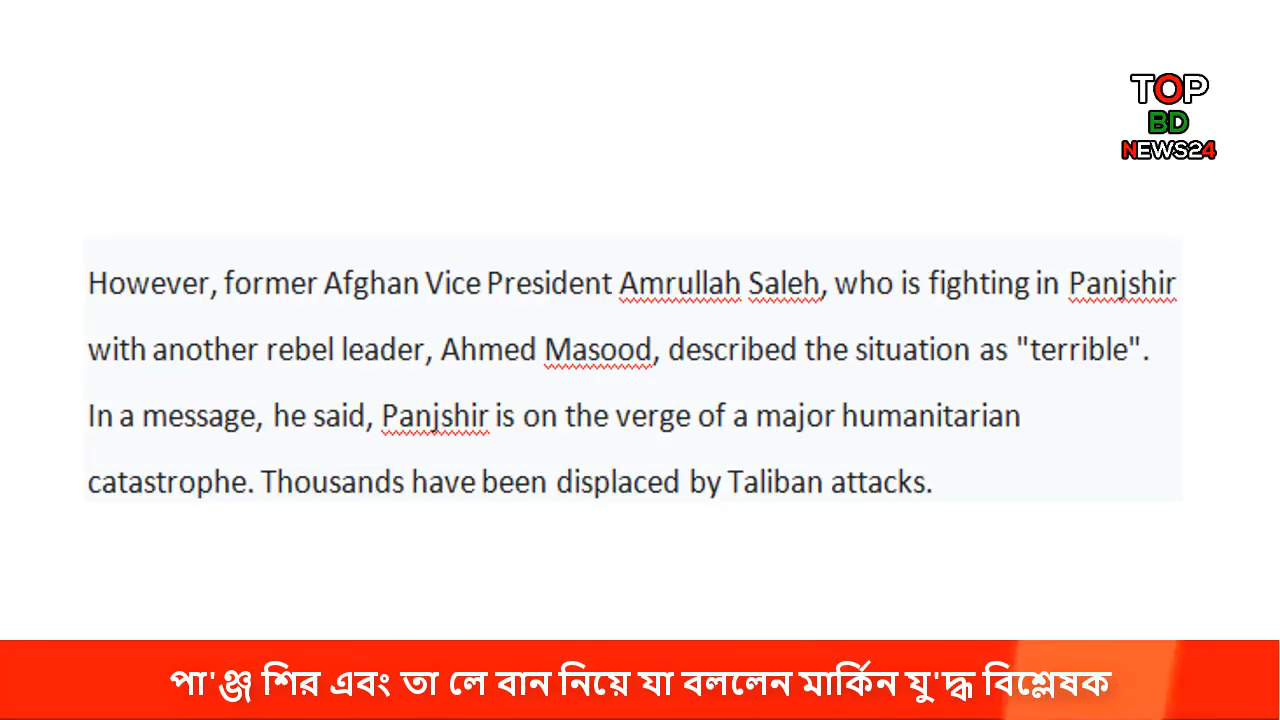 TOP
BD
NEWS24
However, former Afghan Vice President Amrullah Saleh, who is fighting in Panjshir
with another rebel leader, Ahmed Masood, described the situation as "terrible".
In a message, he said, Panjshir is on the verge of a major humanitarian
catastrophe. Thousands have been displaced by Taliban attacks.
পা'ঞ্জ শির এবং তা লে বান নিয়ে যা বললেন মার্কিন যু'দ্ধ বিশ্লেষক